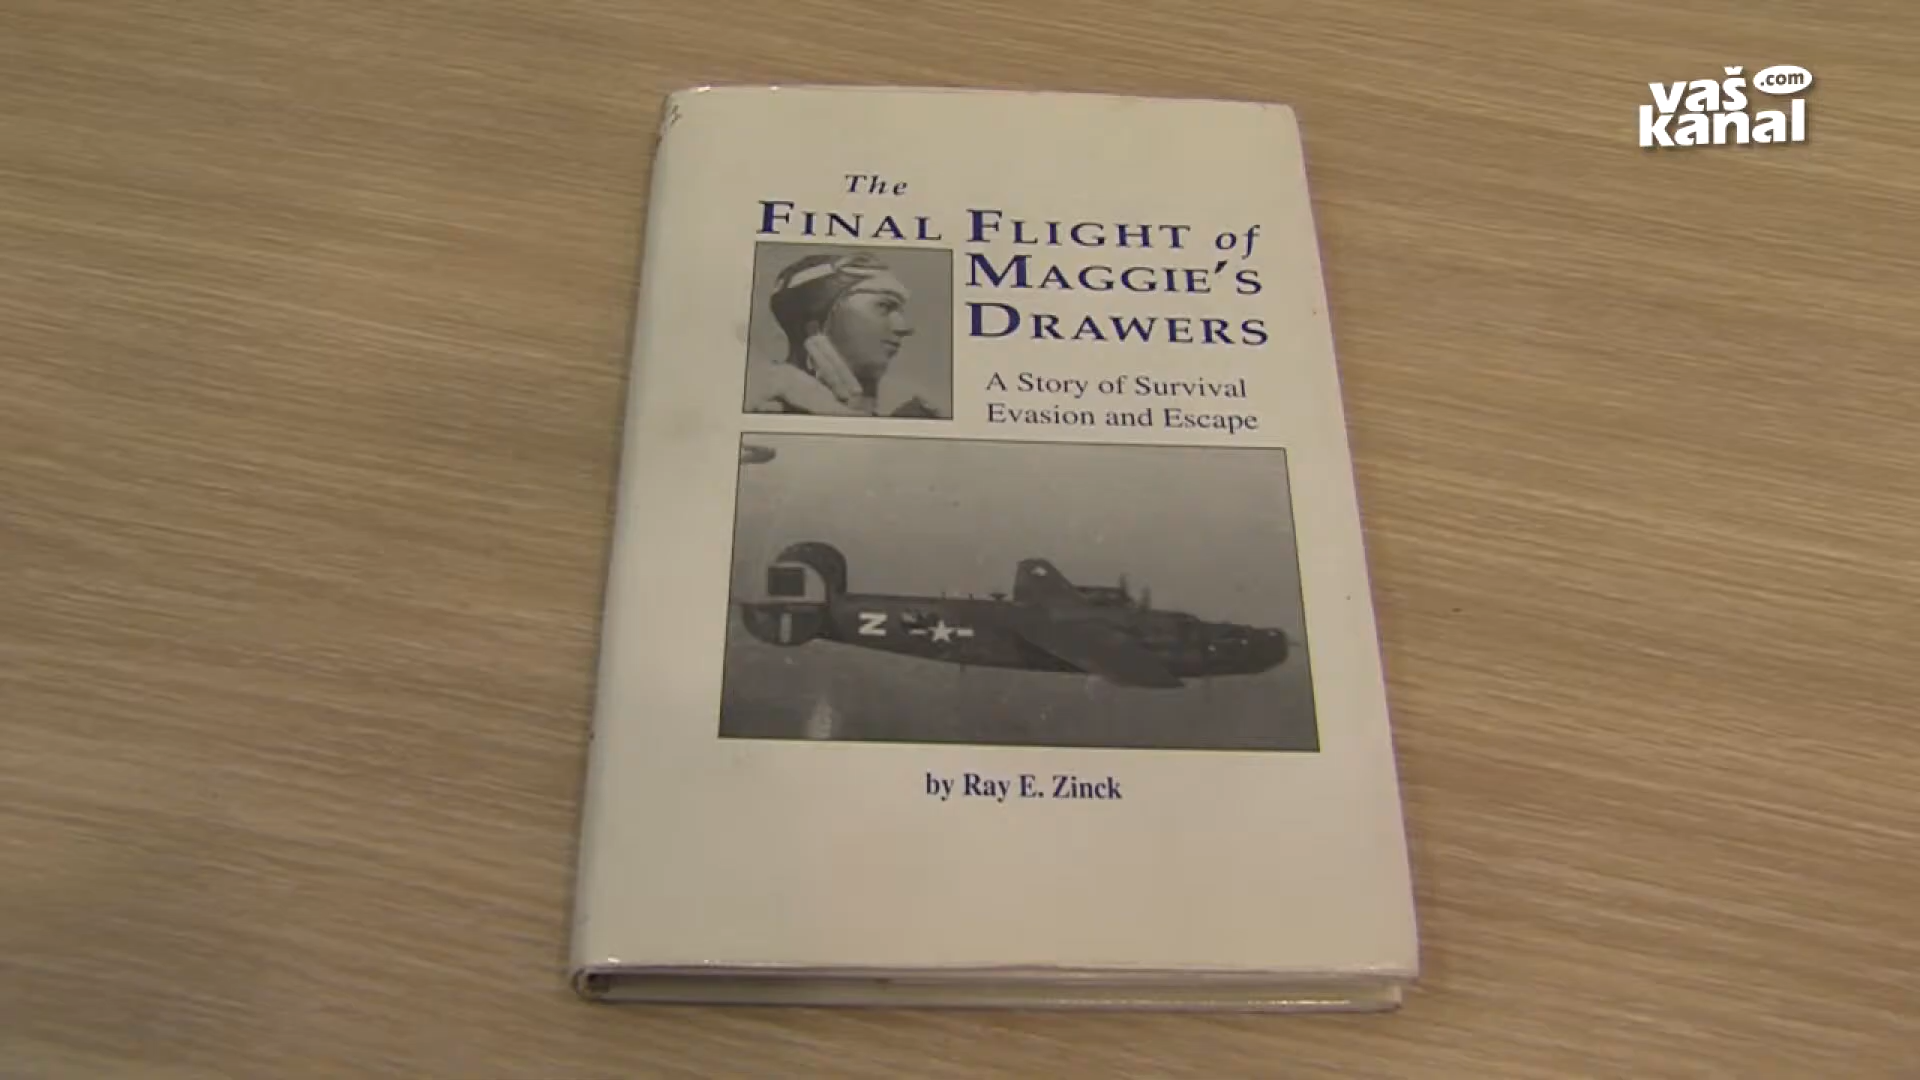 The
FINAL FLIGHT of
MAGGIE'S
DRAWERS
A Story of Survival
Evasion and Escape
Z
by Ray E. Zinck
vaš .com
kanal